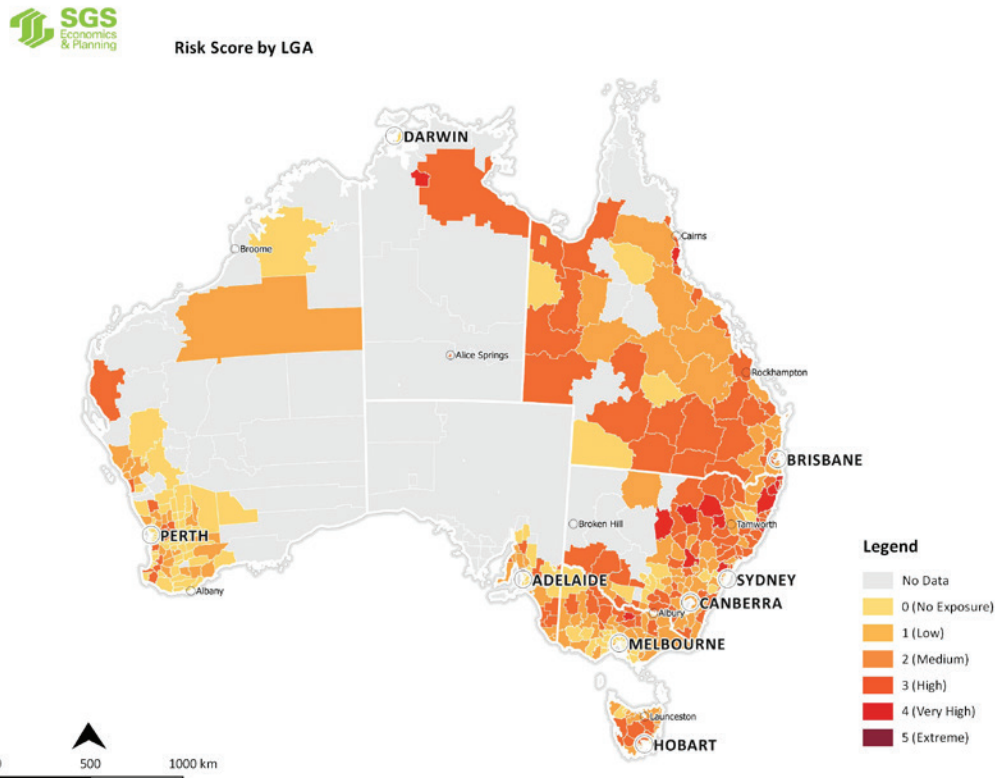 SGS
Economics
& Planning
Risk Score by LGA
DARWIN
Cairns
Broome
Alice Springs
Rockhampton
BRISBANE
Broken Hill
Tamworth
PERTH
ADELAIDE
SYDNEY
Albany
CANBERRA
Albury
MELBOURNE
Launceston
HOBART
Legend
No Data
0 (No Exposure)
1 (Low)
2 (Medium)
3 (High)
4 (Very High)
5 (Extreme)
0 500 1000 km